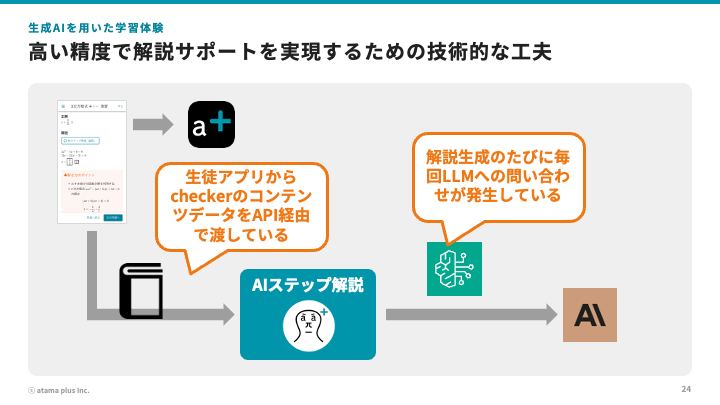 生成AIを用いた学習体験
高い精度で解説サポートを実現するための技術的な工夫
a+
生徒アプリから
checkerのコンテン
ツデータをAPI経由
で渡している
解説生成のたびに毎
回LLMへの問い合わ
せが発生している
AIステップ解説
© atama plus Inc.
24